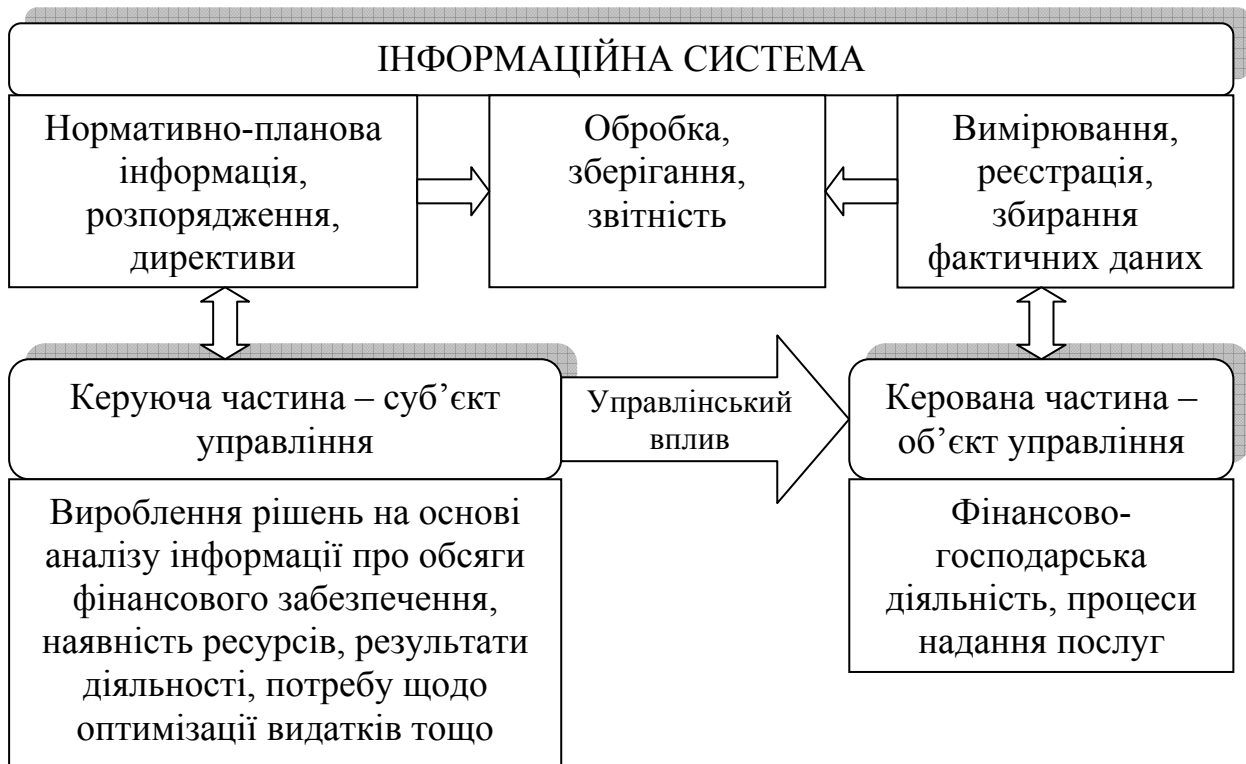 ІНФОРМАЦІЙНА СИСТЕМА
Нормативно-планова
інформація,
розпорядження,
директиви
Обробка,
зберігання,
звітність
Вимірювання,
реєстрація,
збирання
фактичних даних
Керуюча частина – суб’єкт
управління
Управлінський
вплив
Керована частина –
об’єкт управління
Вироблення рішень на основі
аналізу інформації про обсяги
фінансового забезпечення,
наявність ресурсів, результати
діяльності, потребу щодо
оптимізації видатків тощо
Фінансово-
господарська
діяльність, процеси
надання послуг